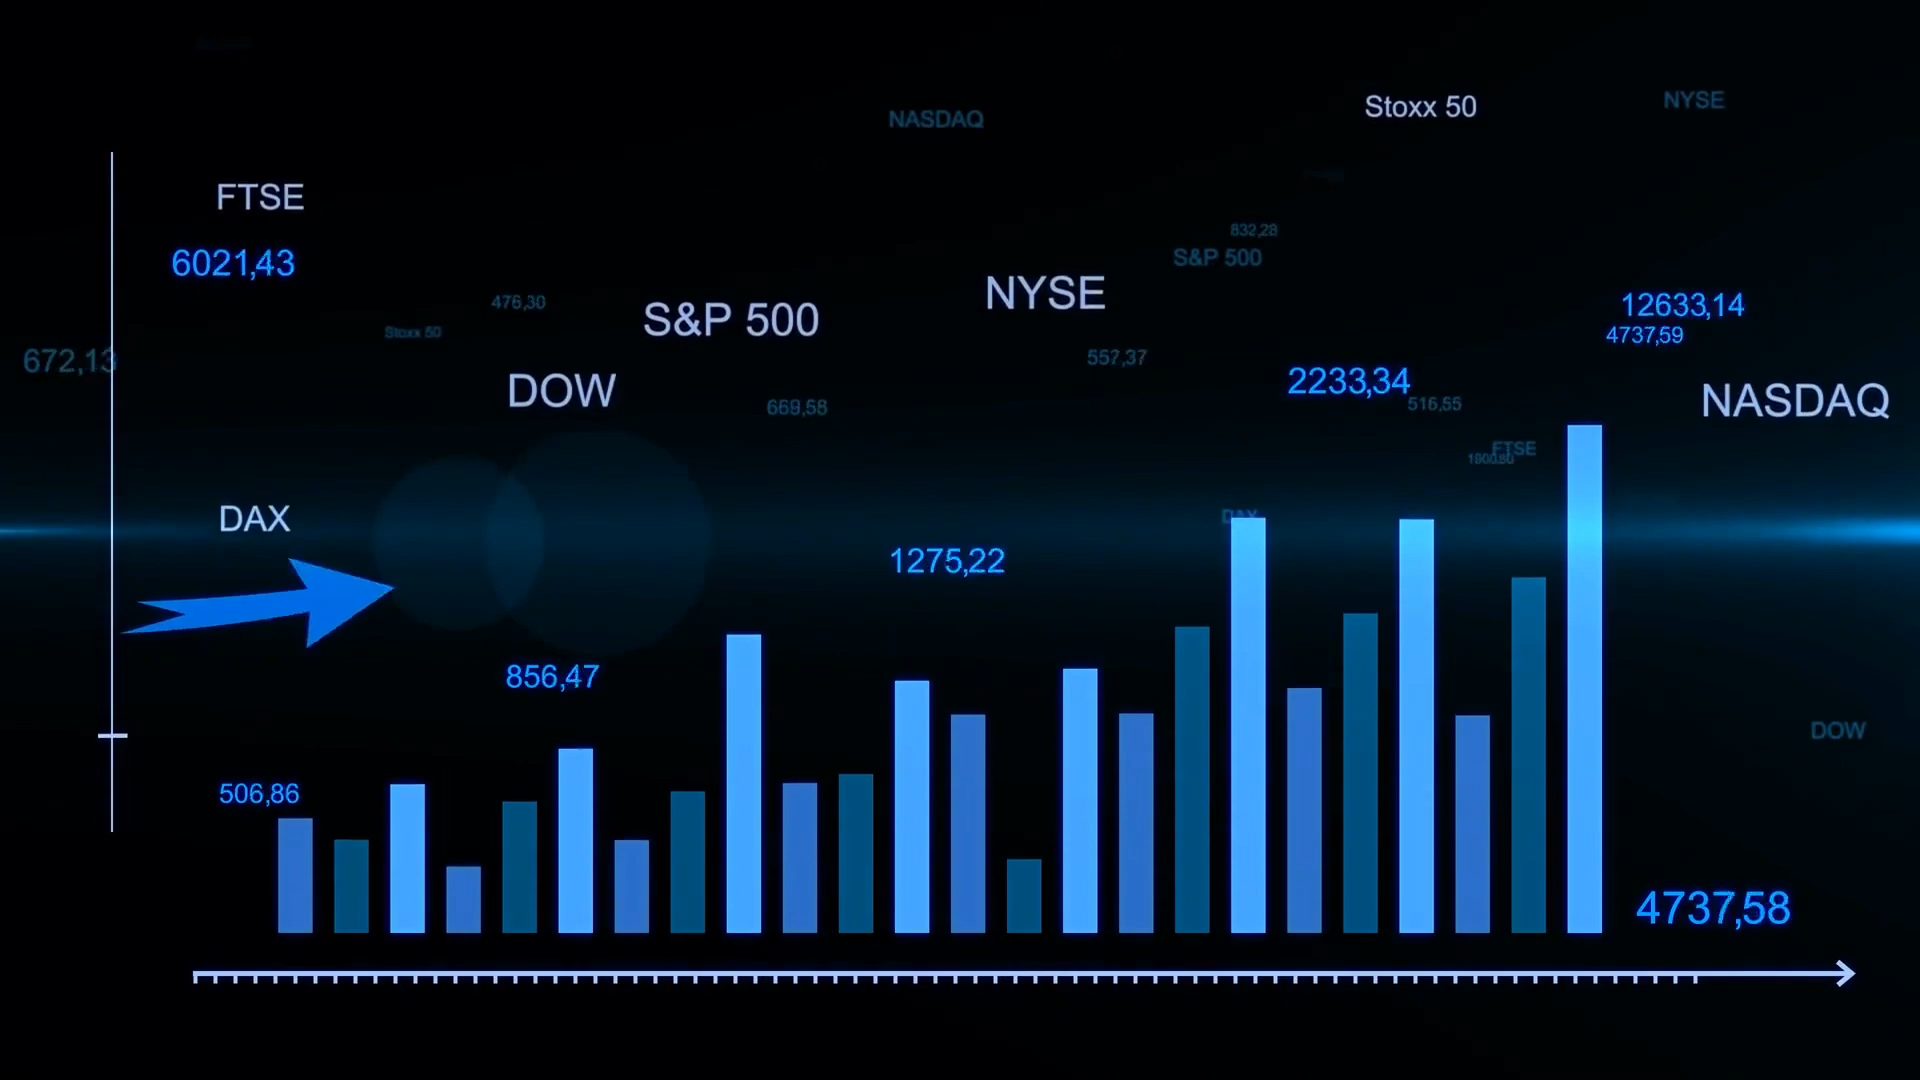 Stoxx 50
NYSE
NASDAQ
FTSE
832,28
S&P 500
6021,43
NYSE
476,30
12633,14
S&P 500
Stoxx 50
4737,59
672,13
557,37
2233,34
DOW
NASDAQ
669,58
516,55
FTSE
DAX
DAX
1275,22
856,47
DOW
506,86
4737,58